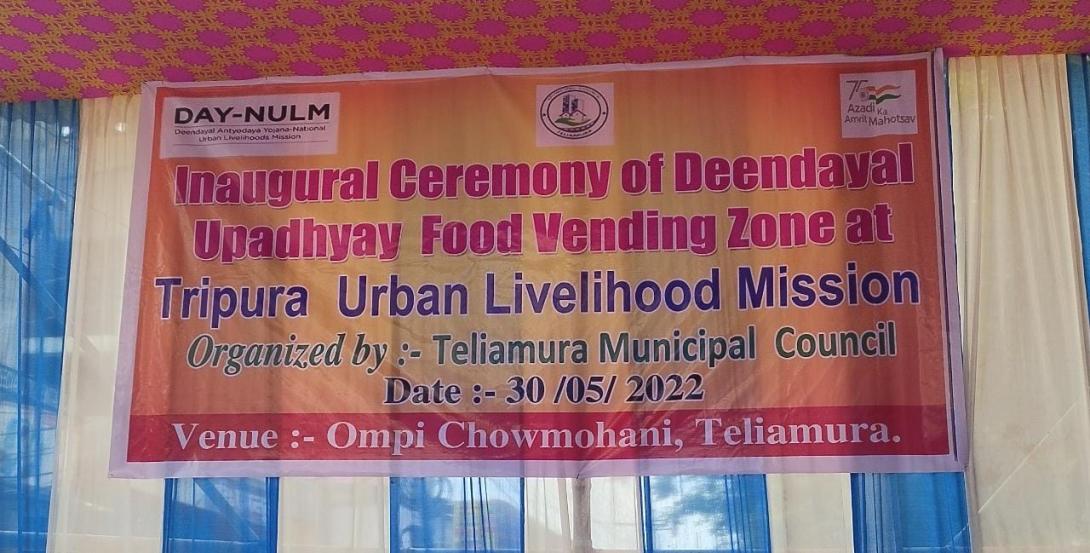 DAY-NULM
Deendayal Antyodaya Yojana-National
Urban Livelihoods Mission
TELIAMURA
75
Azadi Ka
Amrit Mahotsav
Inaugural Ceremony of Deendayal
Upadhyay Food Vending Zone at
Tripura Urban Livelihood Mission
Organized by :- Teliamura Municipal Council
Date :- 30 /05/ 2022
Venue :- Ompi Chowmohani, Teliamura.